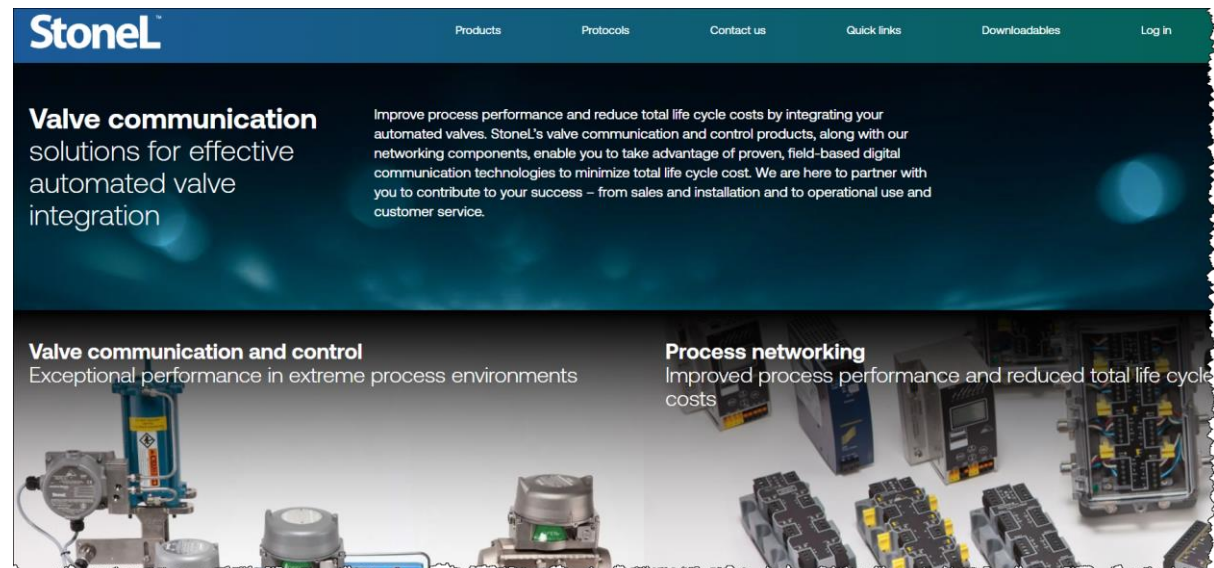 StoneL™
Products
Protocols
Contact us
Quick links
Downloadables
Log in
Valve communication
solutions for effective
automated valve
integration
Improve process performance and reduce total life cycle costs by integrating your
automated valves. StoneL's valve communication and control products, along with our
networking components, enable you to take advantage of proven, field-based digital
communication technologies to minimize total life cycle cost. We are here to partner with
you to contribute to your success – from sales and installation and to operational use and
customer service.
Valve communication and control
Exceptional performance in extreme process environments
Process networking
Improved process performance and reduced total life cycle
costs
StoneL